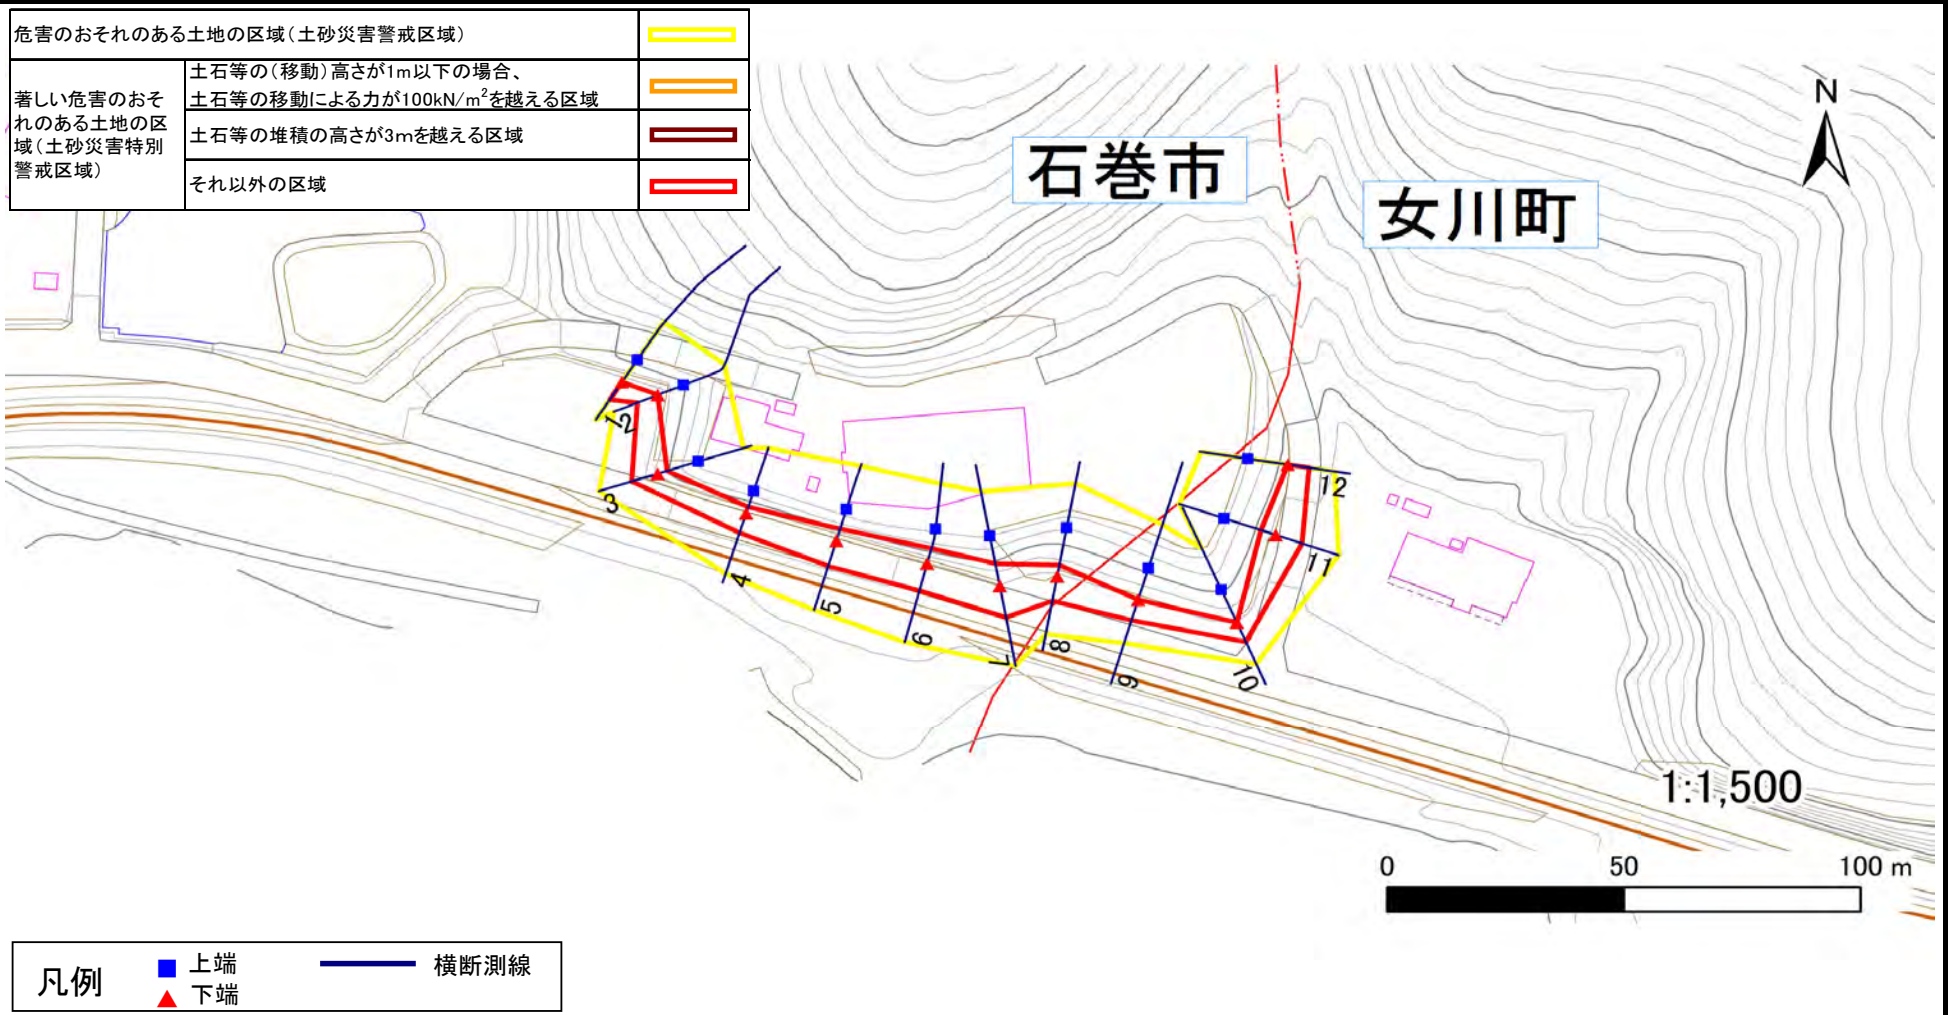 危害のおそれのある土地の区域(土砂災害警戒区域)
著しい危害のおそ
れのある土地の区
域(土砂災害特別
警戒区域)
土石等の(移動)高さが1m以下の場合、
土石等の移動による力が100kN/m²を越える区域
土石等の堆積の高さが3mを越える区域
それ以外の区域
石巻市
女川町
N
1
2
3
4
5
6
7
8
9
10
11
12
1:1,500
0 50 100 m
凡例
上端
下端
横断測線